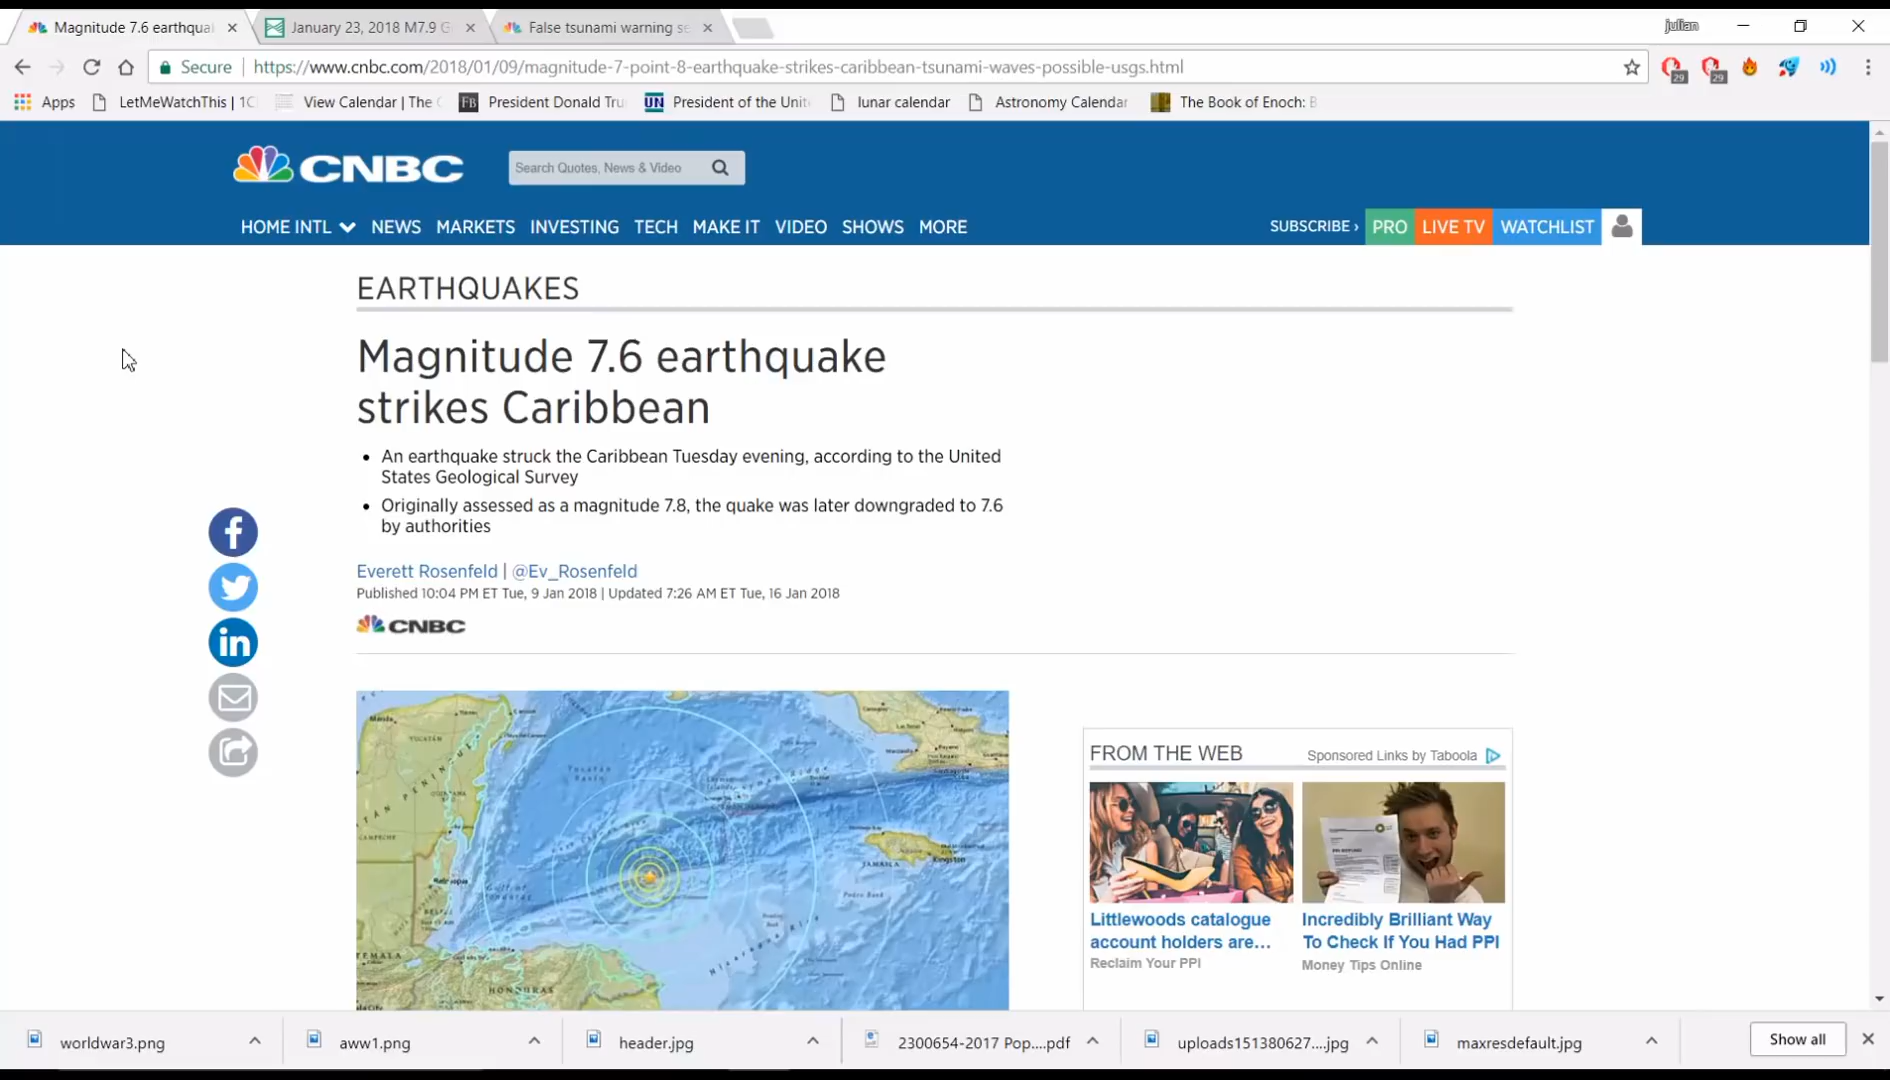 Magnitude 7.6 earthqua
January 23, 2018 M7.9 G
False tsunami warning se
julian
Secure
https://www.cnbc.com/2018/01/09/magnitude-7-point-8-earthquake-strikes-caribbean-tsunami-waves-possible-usgs.html
29
29
Apps
LetMeWatchThis | 1C
View Calendar | The
FB
President Donald Tru
UN
President of the Unit
lunar calendar
Astronomy Calendar
The Book of Enoch: B
CNBC
Search Quotes, News & Video
HOME INTL NEWS MARKETS INVESTING TECH MAKE IT VIDEO SHOWS MORE
SUBSCRIBE › PRO LIVE TV WATCHLIST
EARTHQUAKES
Magnitude 7.6 earthquake
strikes Caribbean
• An earthquake struck the Caribbean Tuesday evening, according to the United
States Geological Survey
• Originally assessed as a magnitude 7.8, the quake was later downgraded to 7.6
by authorities
Everett Rosenfeld | @Ev_Rosenfeld
Published 10:04 PM ET Tue, 9 Jan 2018 | Updated 7:26 AM ET Tue, 16 Jan 2018
CNBC
YUCATAN
JAMAICA
Kingston
HONDURAS
FROM THE WEB
Sponsored Links by Taboola
Littlewoods catalogue
account holders are...
Reclaim Your PPI
Incredibly Brilliant Way
To Check If You Had PPI
Money Tips Online
worldwar3.png
aww1.png
header.jpg
2300654-2017 Pop....pdf
uploads151380627....jpg
maxresdefault.jpg
Show all